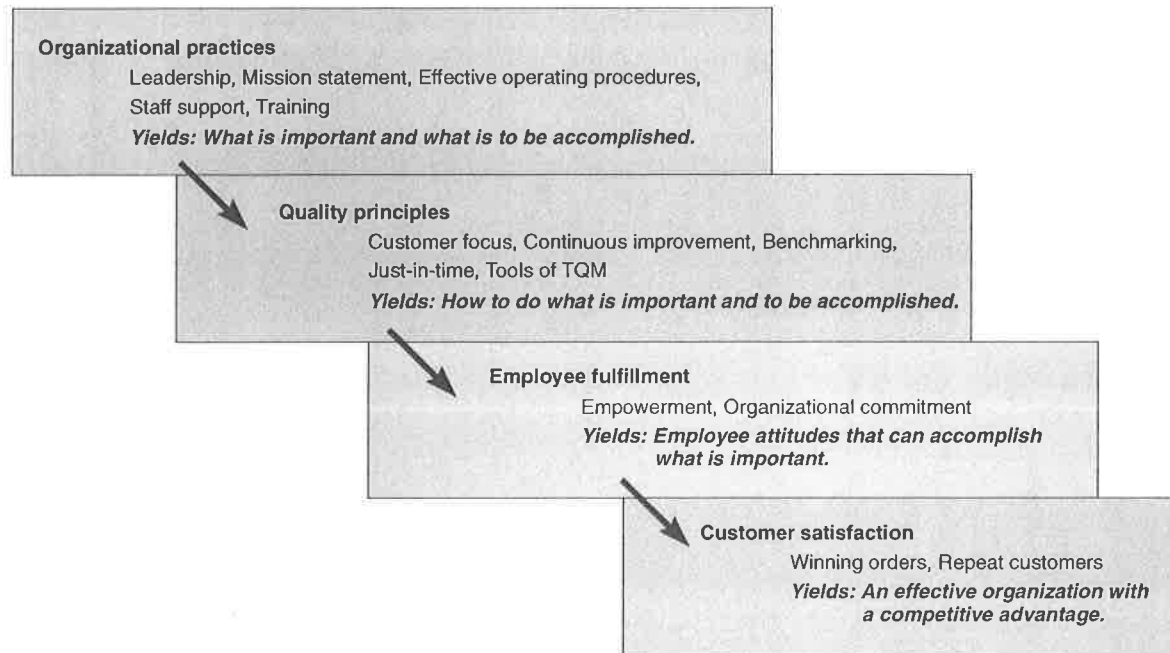 Organizational practices
Leadership, Mission statement, Effective operating procedures,
Staff support, Training
Yields: What is important and what is to be accomplished.
Quality principles
Customer focus, Continuous improvement, Benchmarking,
Just-in-time, Tools of TQM
Yields: How to do what is important and to be accomplished.
Employee fulfillment
Empowerment, Organizational commitment
Yields: Employee attitudes that can accomplish
what is important.
Customer satisfaction
Winning orders, Repeat customers
Yields: An effective organization with
a competitive advantage.